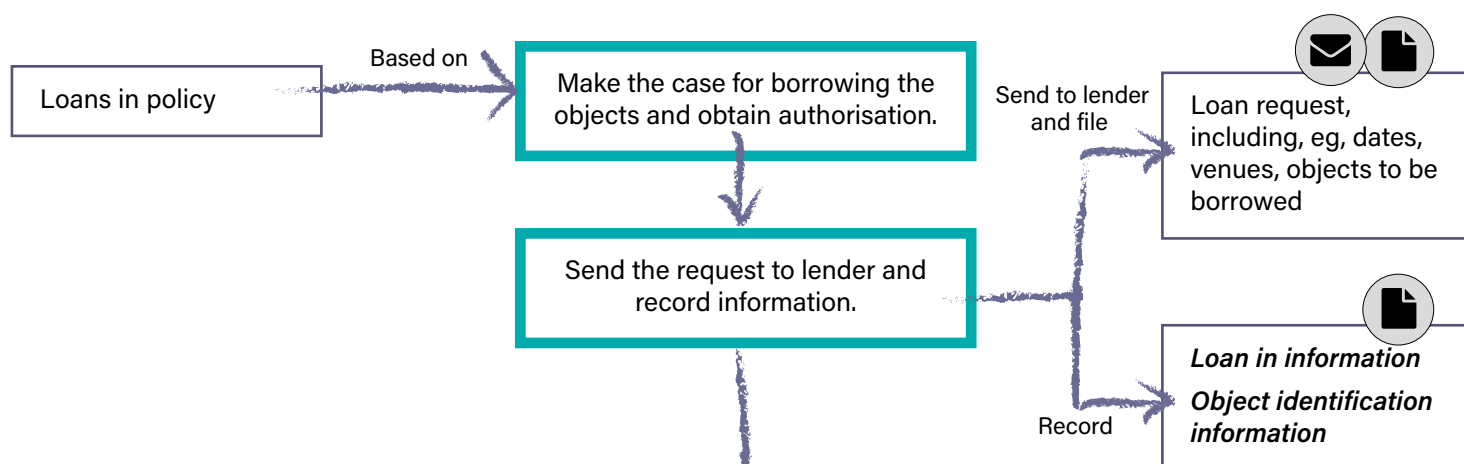 Loans in policy
Based on
Make the case for borrowing the
objects and obtain authorisation.
Send the request to lender and
record information.
Send to lender
and file
Loan request,
including, eg, dates,
venues, objects to be
borrowed
Record
Loan in information
Object identification
information